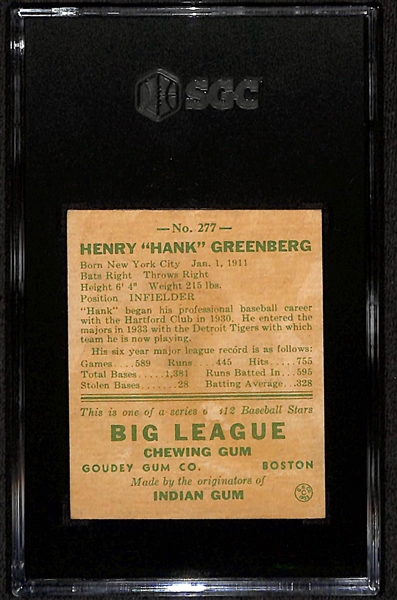 SGC
— No. 277 —
HENRY "HANK" GREENBERG
Born New York City Jan. 1, 1911
Bats Right Throws Right
Height 6' 4" Weight 215 lbs.
Position INFIELDER
"Hank" began his professional baseball career
with the Hartford Club in 1930. He entered the
majors in 1933 with the Detroit Tigers with which
team he is now playing.
His six year major league record is as follows:
Games....589 Runs....445 Hits....755
Total Bases....1,381 Runs Batted In...595
Stolen Bases......28 Batting Average...328
This is one of a series o 312 Baseball Stars
BIG LEAGUE
CHEWING GUM
GOUDEY GUM CO. BOSTON
Made by the originators of
INDIAN GUM